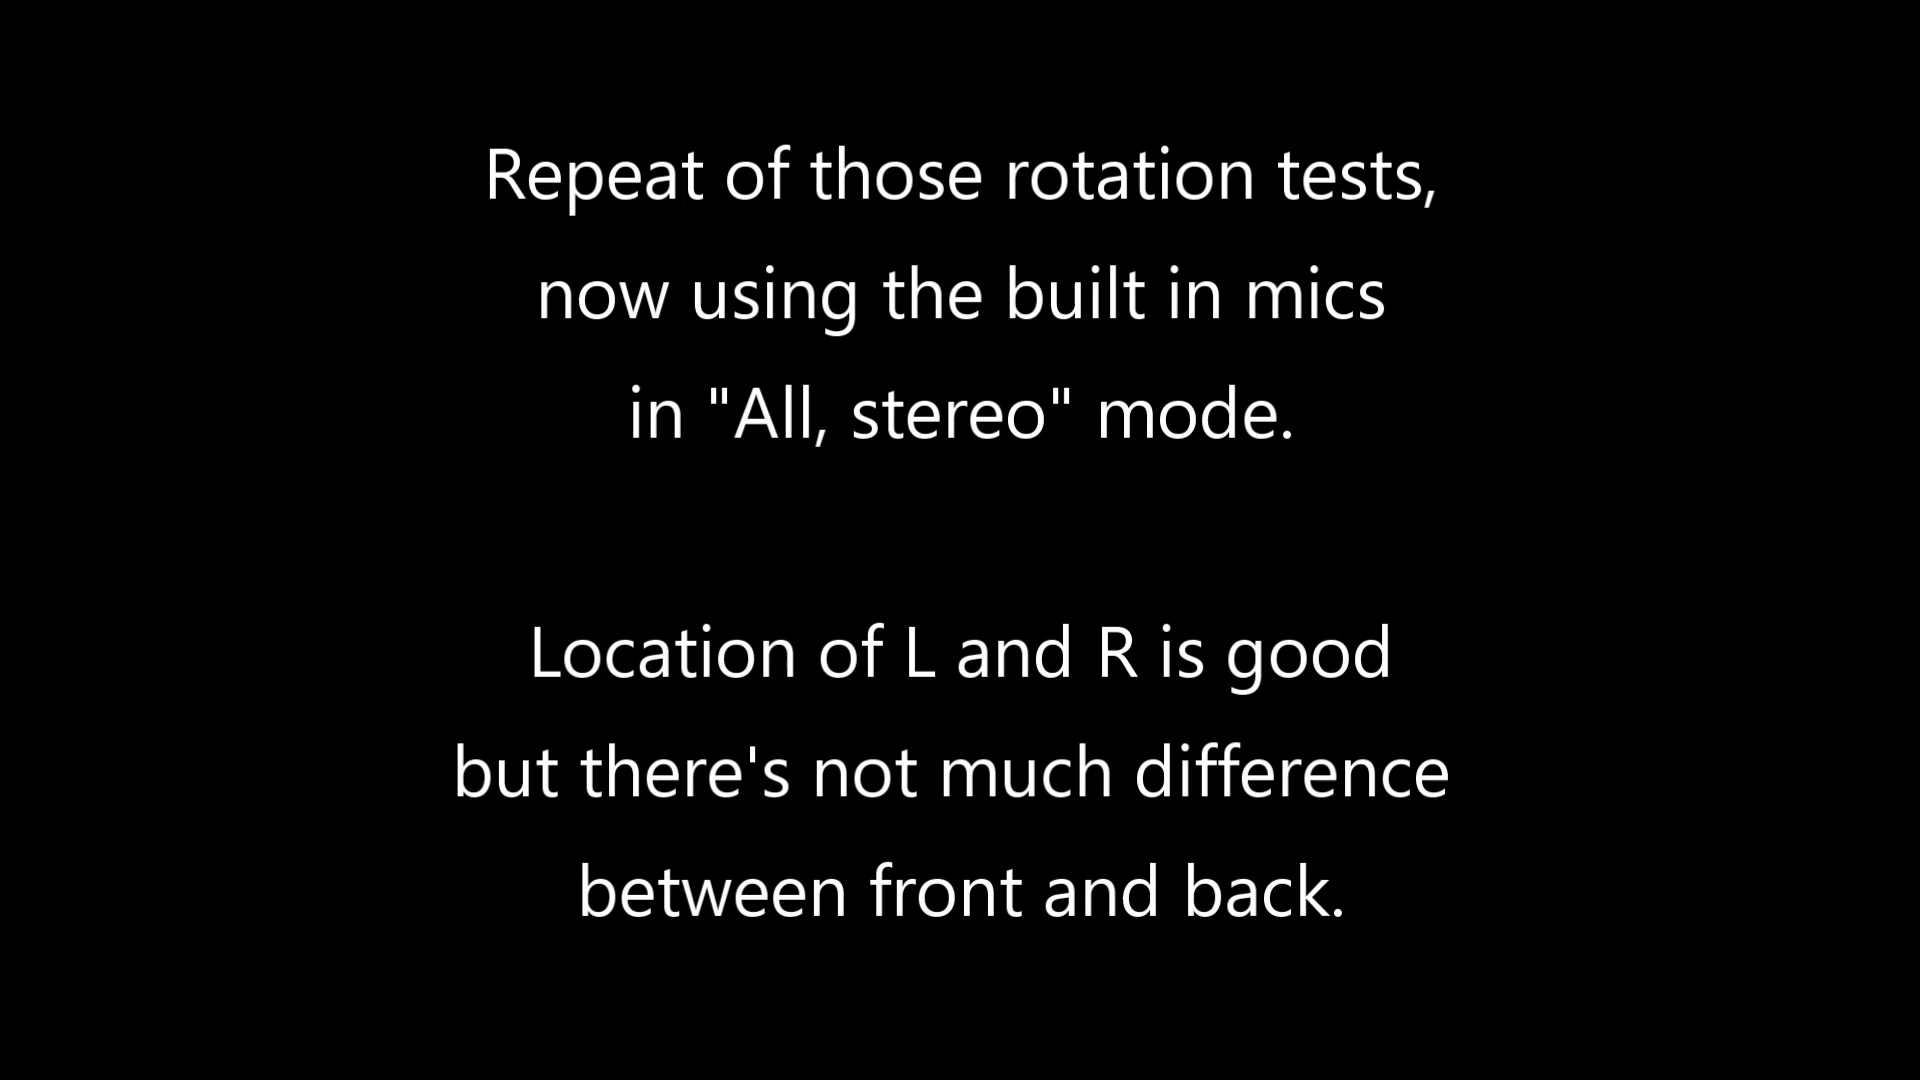 Repeat of those rotation tests,
now using the built in mics
in "All, stereo" mode.
Location of L and R is good
but there's not much difference
between front and back.